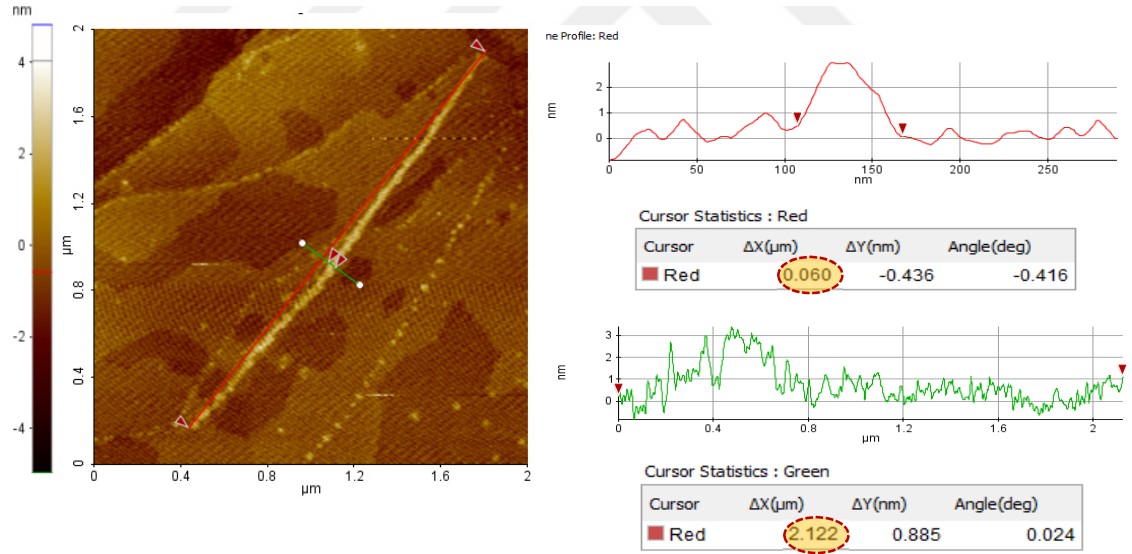 nm
4
2
0
-2
-4
2
1.6
1.2
0.8
0.4
0
µm
0.4
0.8
1.2
1.6
2
µm
ne Profile: Red
nm
2
1
0
0
50
100
150
200
250
nm
Cursor Statistics : Red
Cursor ΔX(µm) ΔY(nm) Angle(deg)
Red 0.060 -0.436 -0.416
nm
3
2
1
0
0
0.4
0.8
1.2
1.6
2
µm
Cursor Statistics : Green
Cursor ΔX(µm) ΔY(nm) Angle(deg)
Red 2.122 0.885 0.024